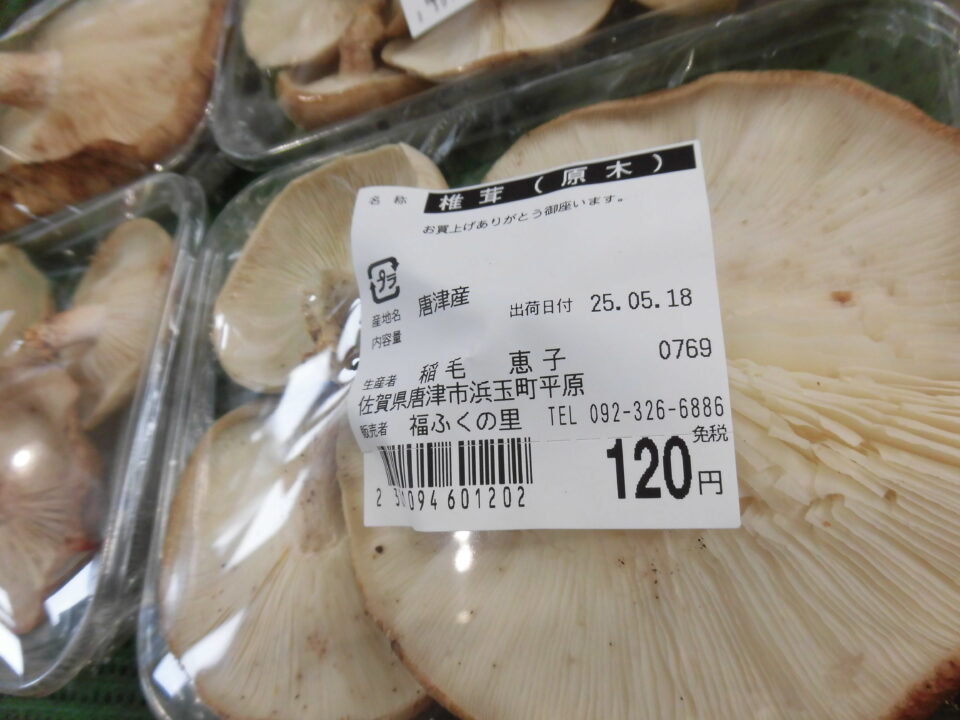 名称 椎茸(原木)
お買上げありがとう御座います。
プラ
産地名 唐津産 出荷日付 25.05.18
内容量
生産者 稲毛 恵子 0769
佐賀県唐津市浜玉町平原
販売者 福ふくの里 TEL 092-326-6886
120円 免税